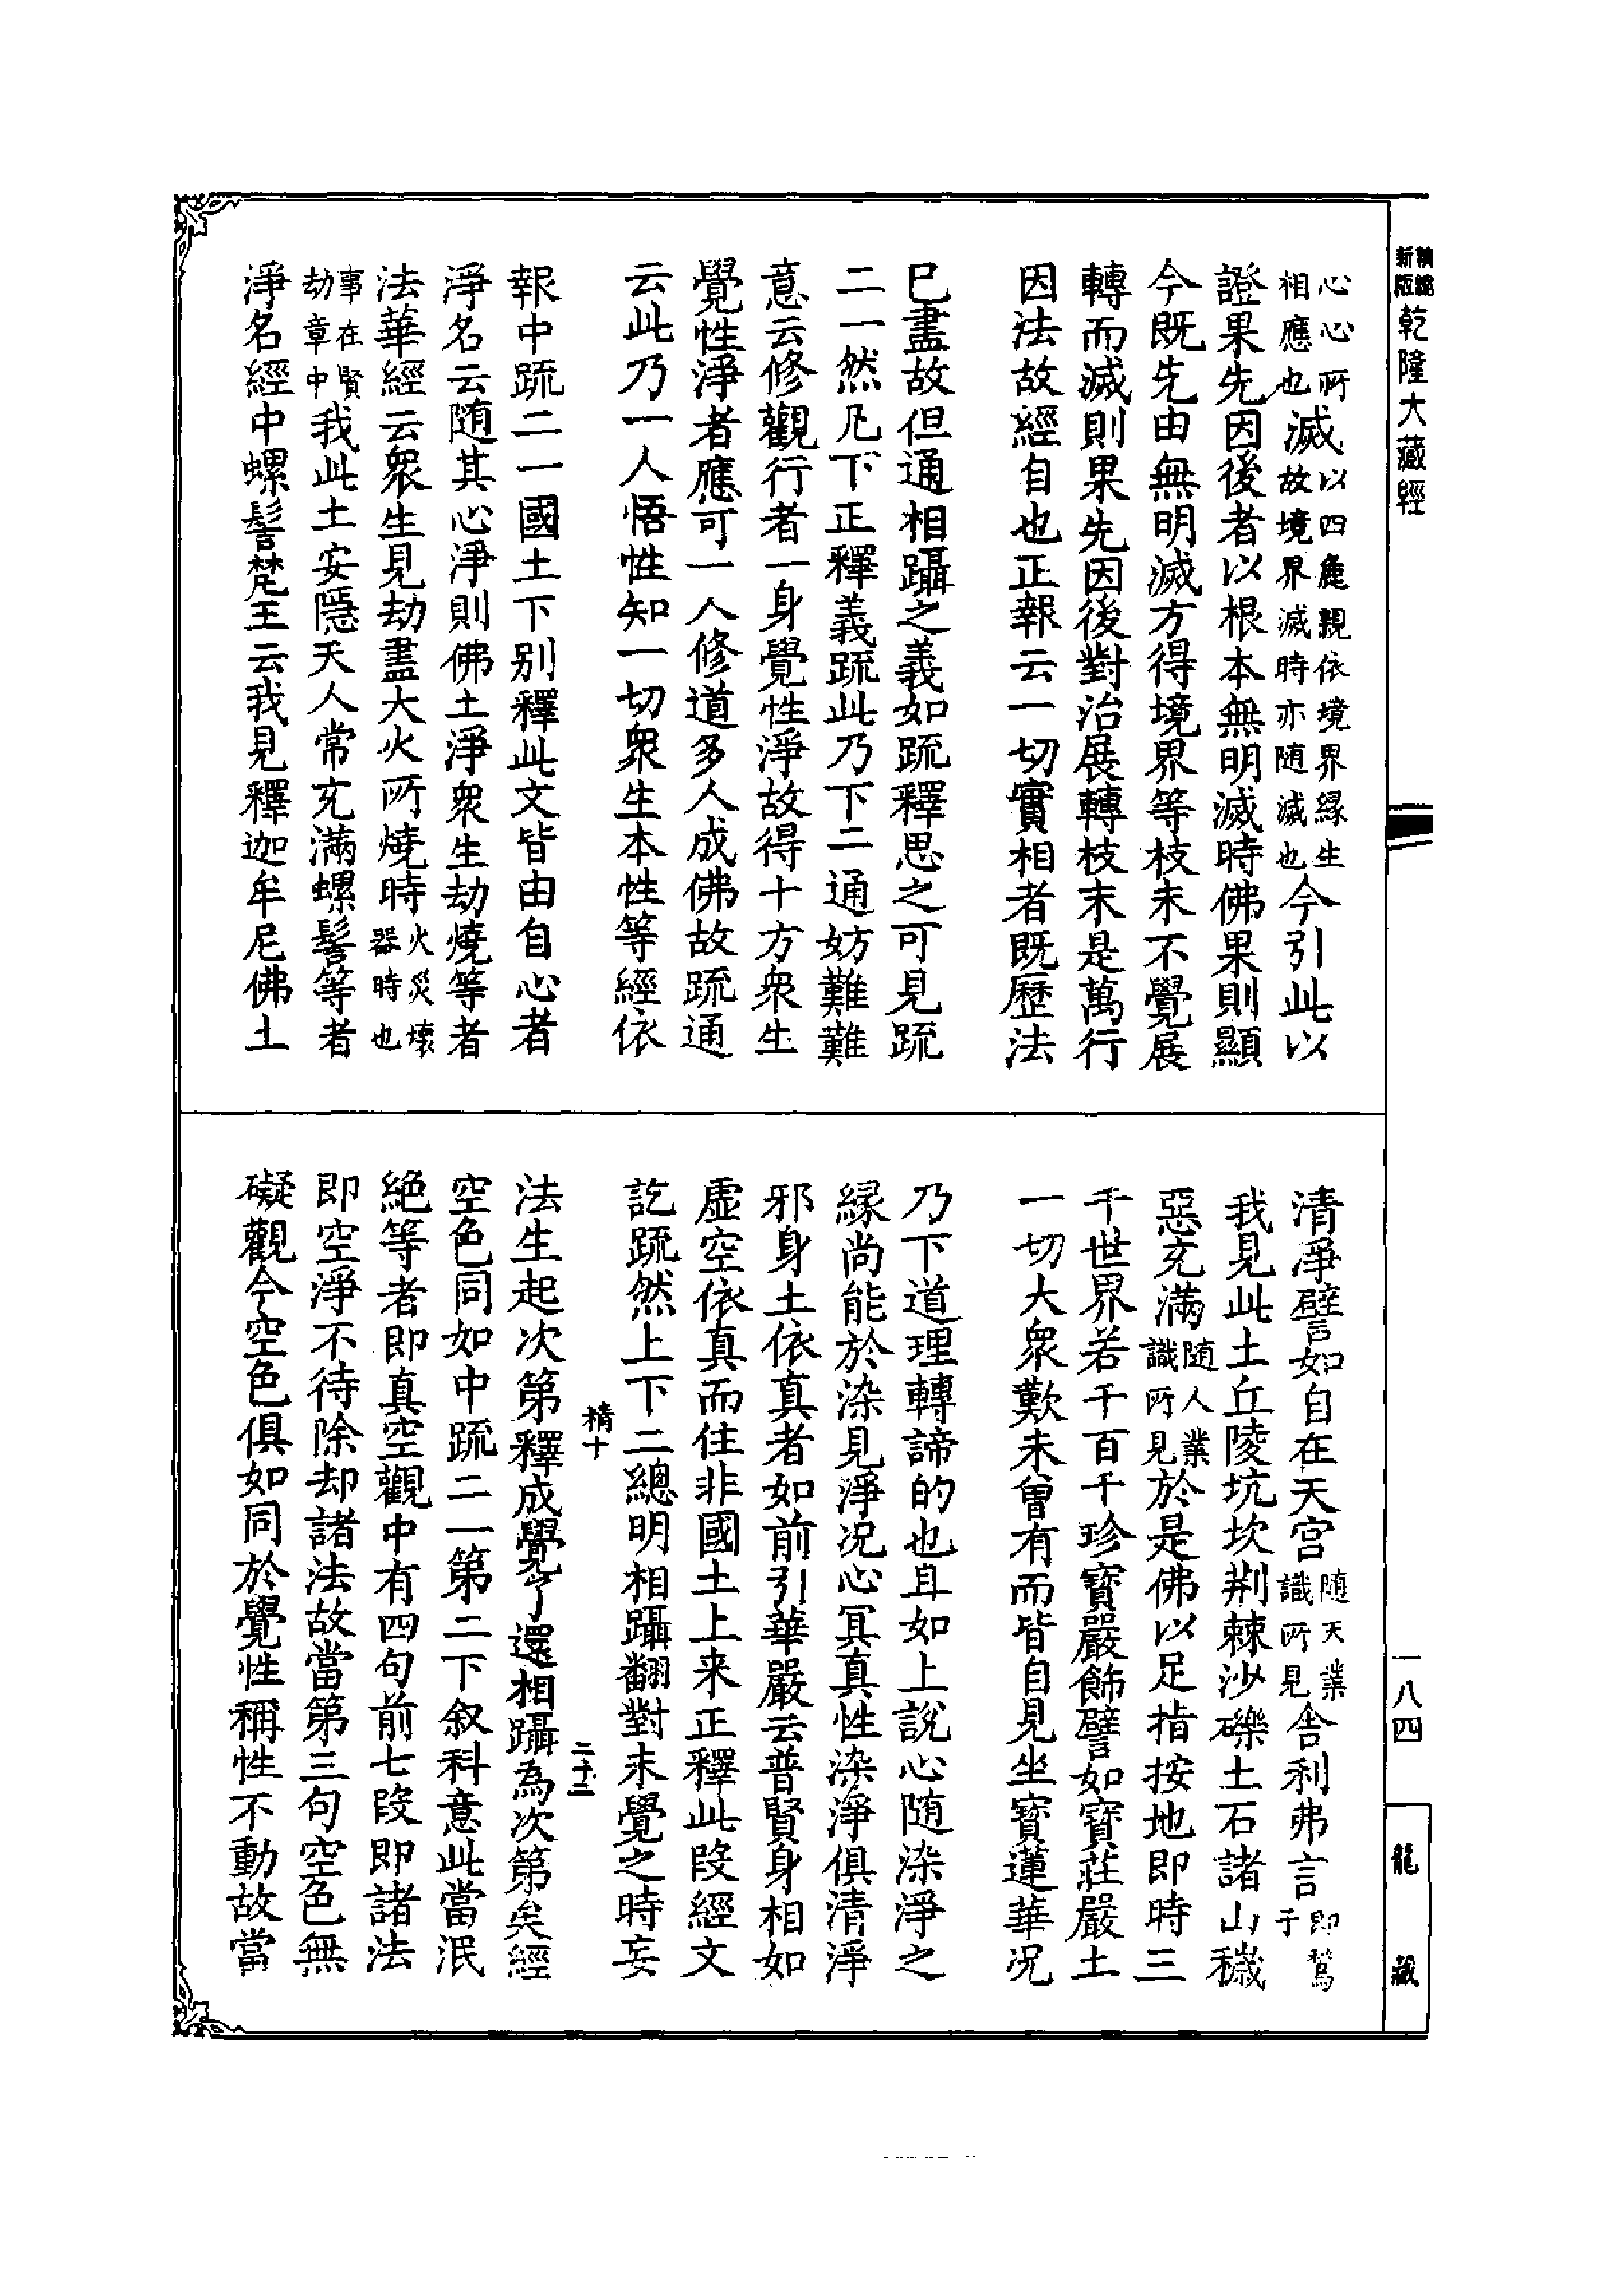 新版 乾隆大藏經
心心所相應也滅以四麁親依境界緣生故境界滅時亦随滅也今引此以
證果先因後者以根本無明滅時佛果則顯
今既先由無明滅方得境界等枝末不覺展
轉而滅則果先因後對治展轉枝末是萬行
因法故經自也正報云一切實相者既歷法
已盡故但通相躡之義如䟽釋思之可見䟽
二一然凡下正釋義䟽此乃下二通妨難難
意云修觀行者一身覺性淨故得十方衆生
覺性淨者應可一人修道多人成佛故䟽通
云此乃一人悟性知一切衆生本性等經依
報中䟽二一國土下别釋此文皆由自心者
淨名云随其心淨則佛土淨衆生劫燒等者
法華經云衆生見劫盡大火所燒時火災壞器時也
事在賢劫章中我此土安隱天人常充滿螺髻等者
淨名經中螺髻梵王云我見釋迦牟尼佛土
清淨譬如自在天宫随天業識所見舍利弗言即鶖子
我見此土丘陵坑坎荆棘沙礫土石諸山穢
惡充滿随人業識所見於是佛以足指按地即時三
千世界若干百千珍寳嚴飾譬如寳莊嚴土
一切大衆歎未曾有而皆自見坐寳蓮華况
乃下道理轉諦的也且如上說心随染淨之
緣尚能於染見淨况心冥真性染淨俱清淨
邪身土依真者如前引華嚴云普賢身相如
虛空依真而住非國土上来正釋此段經文
訖䟽然上下二總明相躡翻對未覺之時妄
精十
二十二
法生起次第釋成覺了還相躡為次第矣經
空色同如中䟽二一第二下叙科意此當泯
絕等者即真空觀中有四句前七段即諸法
即空淨不待除却諸法故當第三句空色無
礙觀今空色俱如同於覺性稱性不動故當
一八四
龍藏